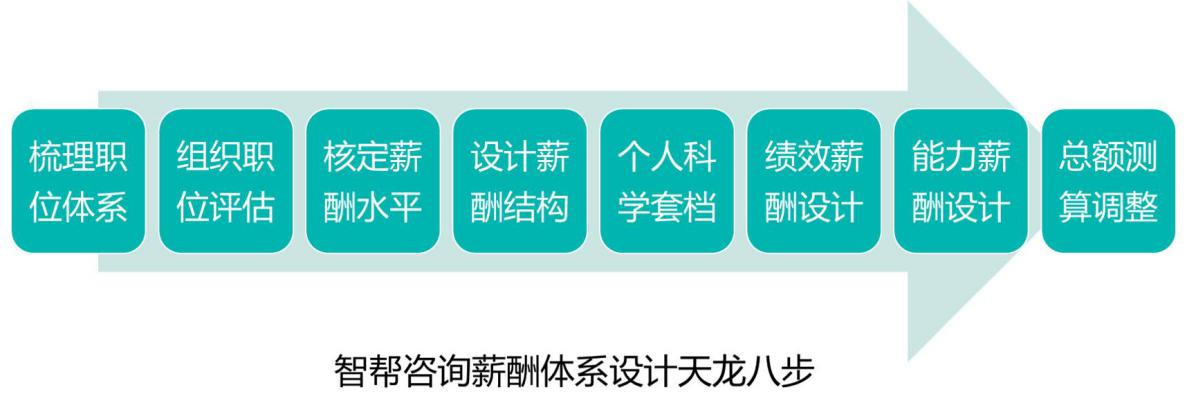 梳理职
位体系
组织职
位评估
核定薪
酬水平
设计薪
酬结构
个人科
学套档
绩效薪
酬设计
能力薪
酬设计
总额测
算调整
智帮咨询薪酬体系设计天龙八步